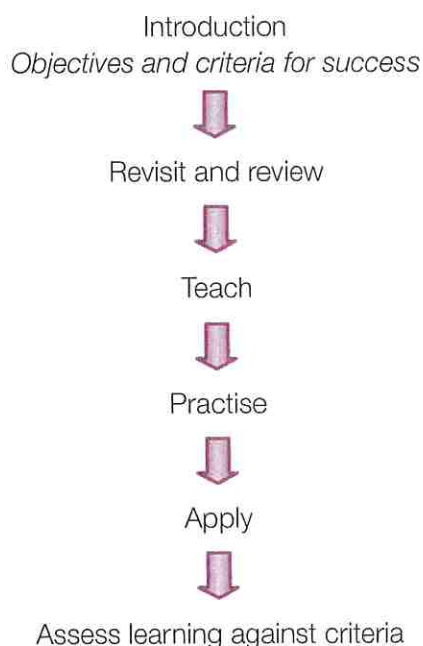 Introduction
Objectives and criteria for success
Revisit and review
Teach
Practise
Apply
Assess learning against criteria